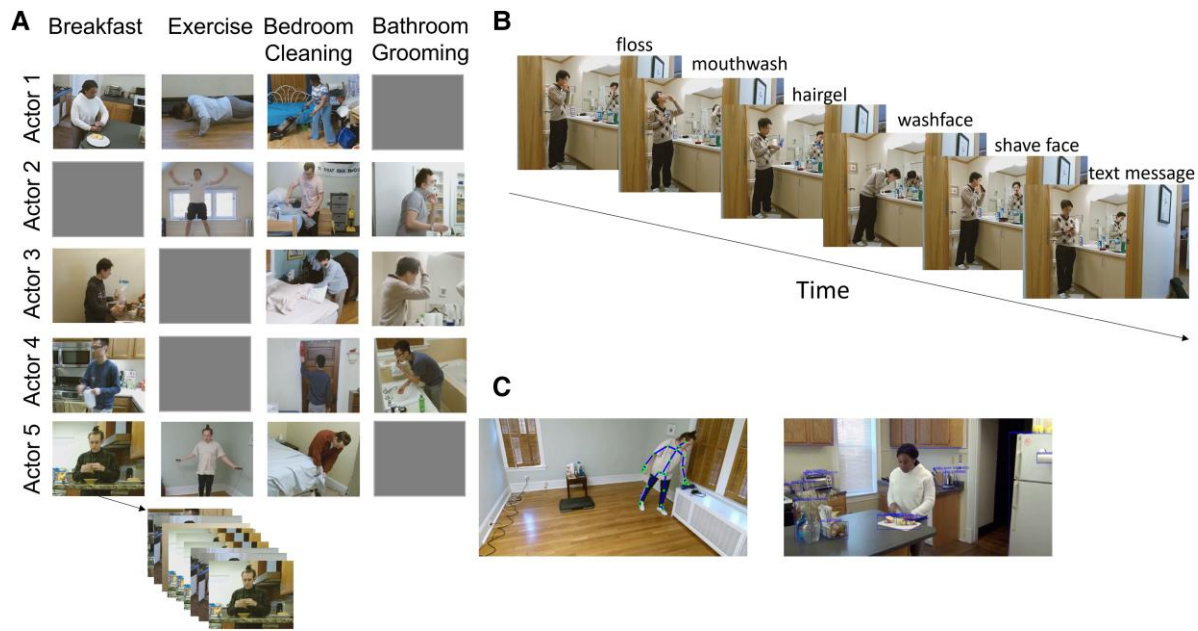 A
Breakfast
Exercise
Bedroom
Cleaning
Bathroom
Grooming
Actor 1
Actor 2
Actor 3
Actor 4
Actor 5
B
floss
mouthwash
hairgel
washface
shave face
text message
Time
C